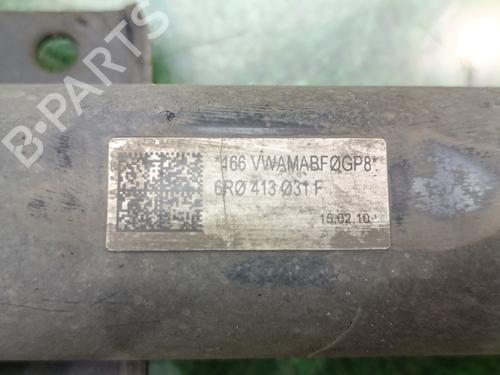 *466 VWAMABFØGP8*
6RØ 413 Ø31 F
15.02.10
B-PARTS